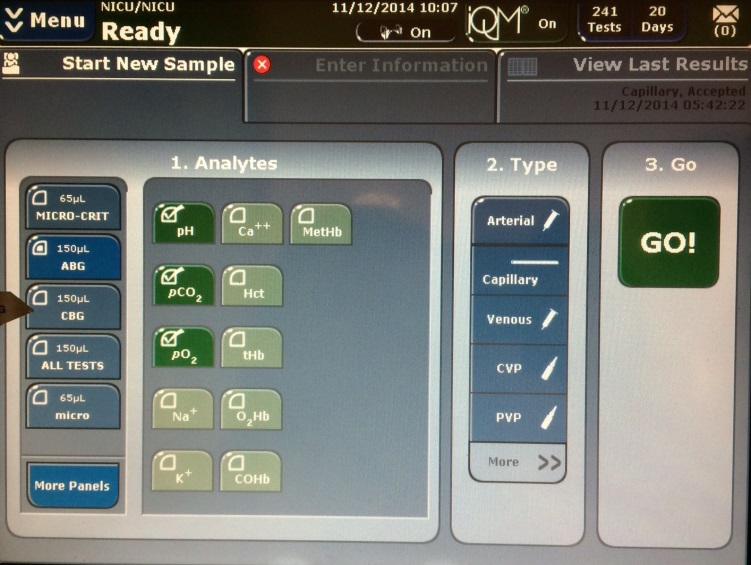 Menu
NICU/NICU
Ready
11/12/2014 10:07
On
iQM
On
241
Tests
20
Days
(0)
Start New Sample
Enter Information
View Last Results
Capillary, Accepted
11/12/2014 05:42:22
1. Analytes
65µL
MICRO-CRIT
150µL
ABG
150µL
CBG
150µL
ALL TESTS
65µL
micro
More Panels
pH
Ca⁺⁺
MetHb
pCO₂
Hct
pO₂
tHb
Na⁺
O₂Hb
K⁺
COHb
2. Type
Arterial
Capillary
Venous
CVP
PVP
More
3. Go
GO!